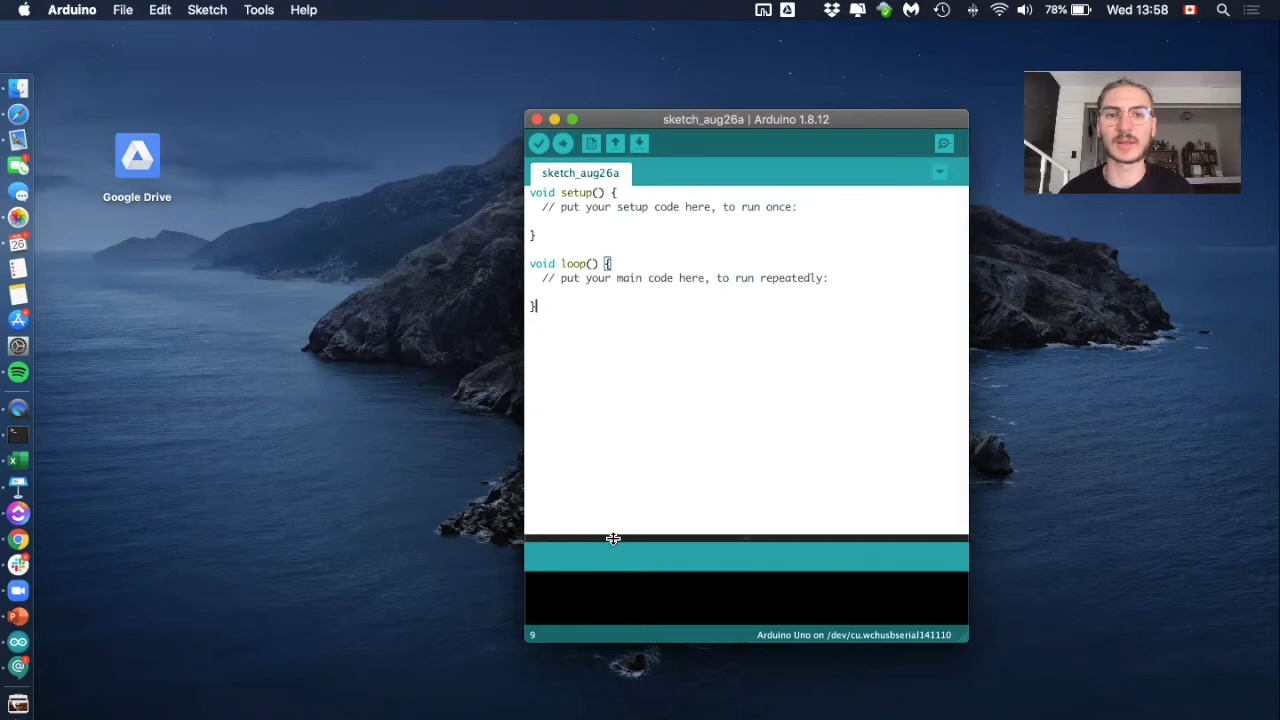 Arduino File Edit Sketch Tools Help 78% Wed 13:58
Google Drive
sketch_aug26a | Arduino 1.8.12
sketch_aug26a
void setup() {
// put your setup code here, to run once:
}
void loop() {
// put your main code here, to run repeatedly:
}
9 Arduino Uno on /dev/cu.wchusbserial141110
26